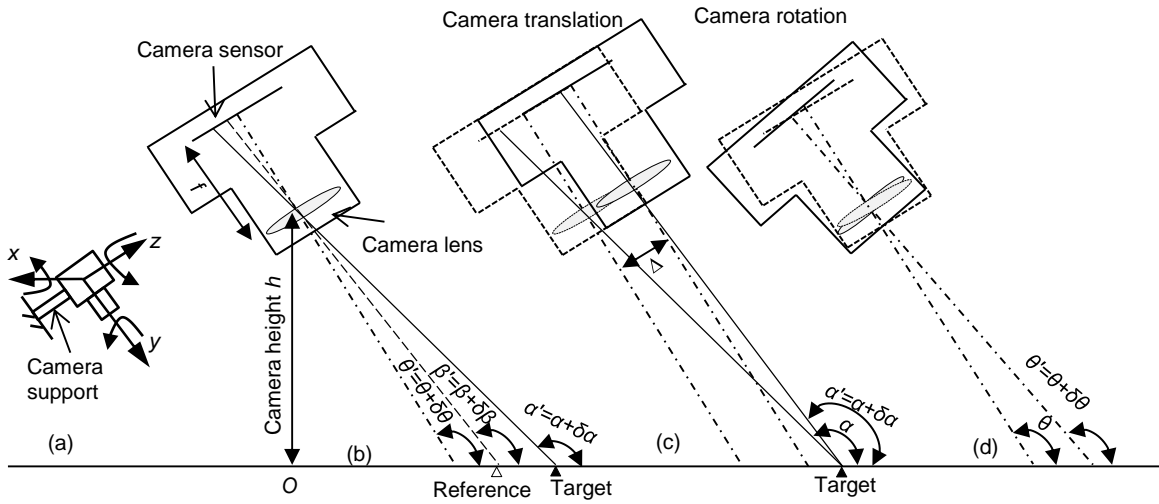 Camera translation
Camera rotation
Camera sensor
f
Camera lens
x
z
y
Camera
support
Camera height h
θ′=θ+δθ
β′=β+δβ
α′=α+δα
Δ
α′=α+δα
α
θ′=θ+δθ
θ
(a)
(b)
(c)
(d)
O
Reference
Target
Target